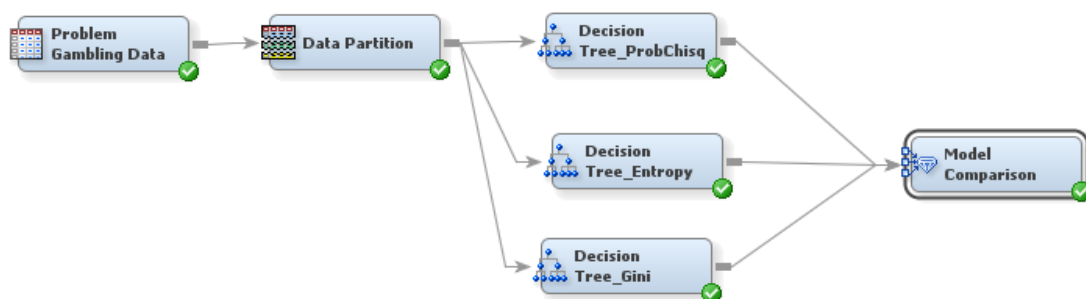 Problem
Gambling Data
Data Partition
Decision
Tree_ProbChisq
Decision
Tree_Entropy
Decision
Tree_Gini
Model
Comparison